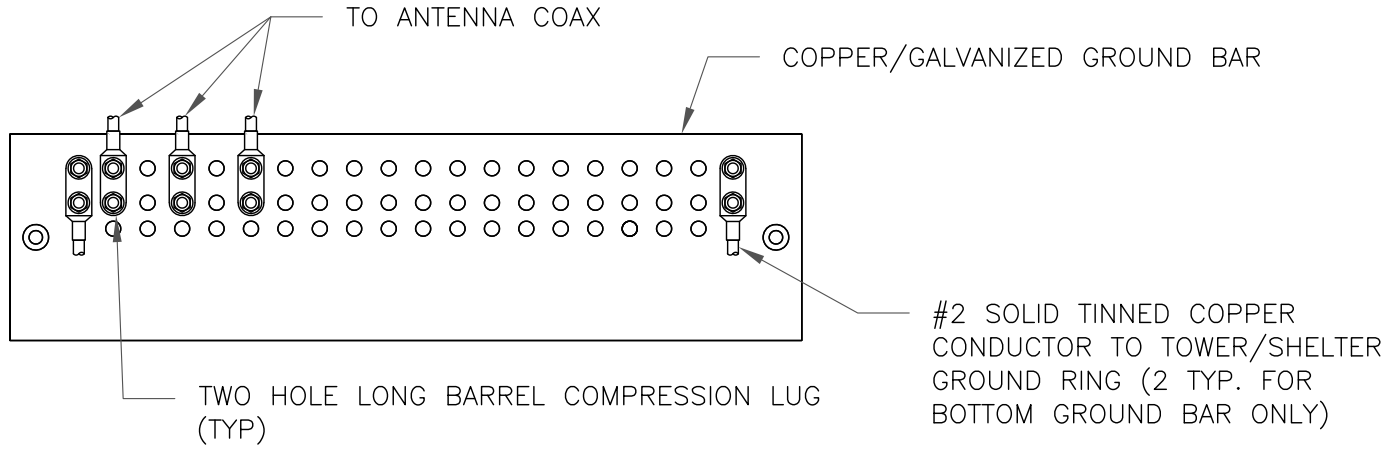 TO ANTENNA COAX
COPPER/GALVANIZED GROUND BAR
#2 SOLID TINNED COPPER
CONDUCTOR TO TOWER/SHELTER
GROUND RING (2 TYP. FOR
BOTTOM GROUND BAR ONLY)
TWO HOLE LONG BARREL COMPRESSION LUG
(TYP)